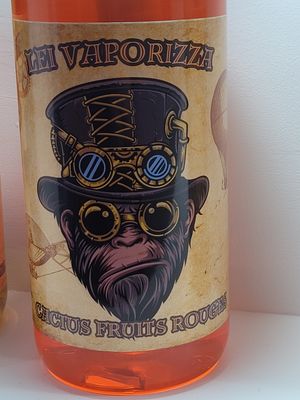 LEI VAPORIZZA
CACTUS FRUITS ROUGES